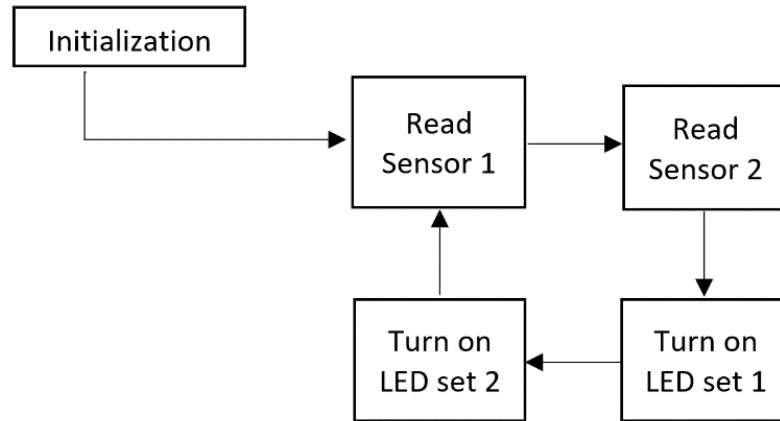 Initialization
Read
Sensor 1
Read
Sensor 2
Turn on
LED set 2
Turn on
LED set 1